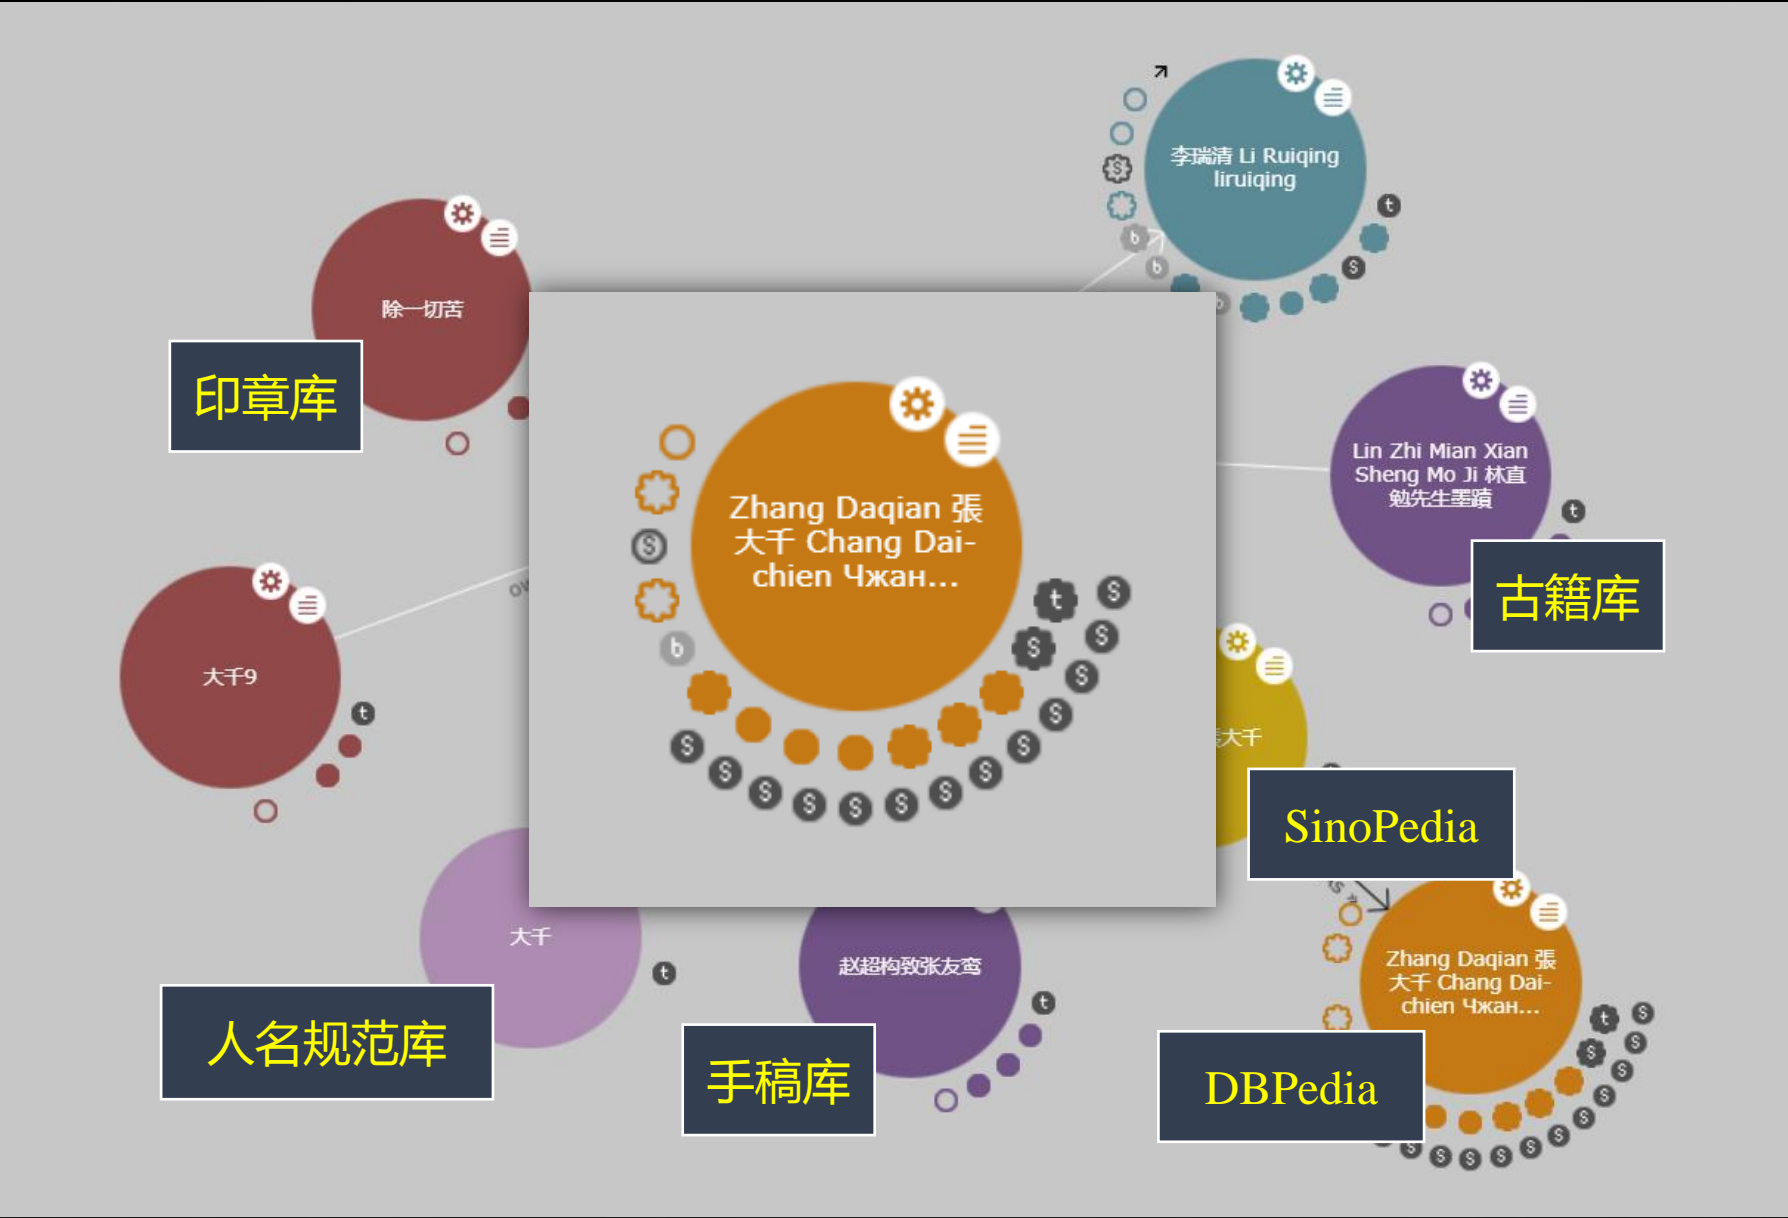 李瑞清 Li Ruiqing
liruiqing
t
S
b
b
S
b
除一切苦
印章库
Zhang Daqian 張
大千 Chang Dai-
chien Чжан...
S
b
t
S
S
S
S
S
S
S
S
S
S
S
S
S
S
Lin Zhi Mian Xian
Sheng Mo Ji 林直
勉先生墨蹟
t
古籍库
大千9
t
大千
SinoPedia
大千
t
人名规范库
赵超构致张友鸾
t
手稿库
Zhang Daqian 張
大千 Chang Dai-
chien Чжан...
t
S
S
S
S
S
S
S
S
S
S
S
S
DBPedia